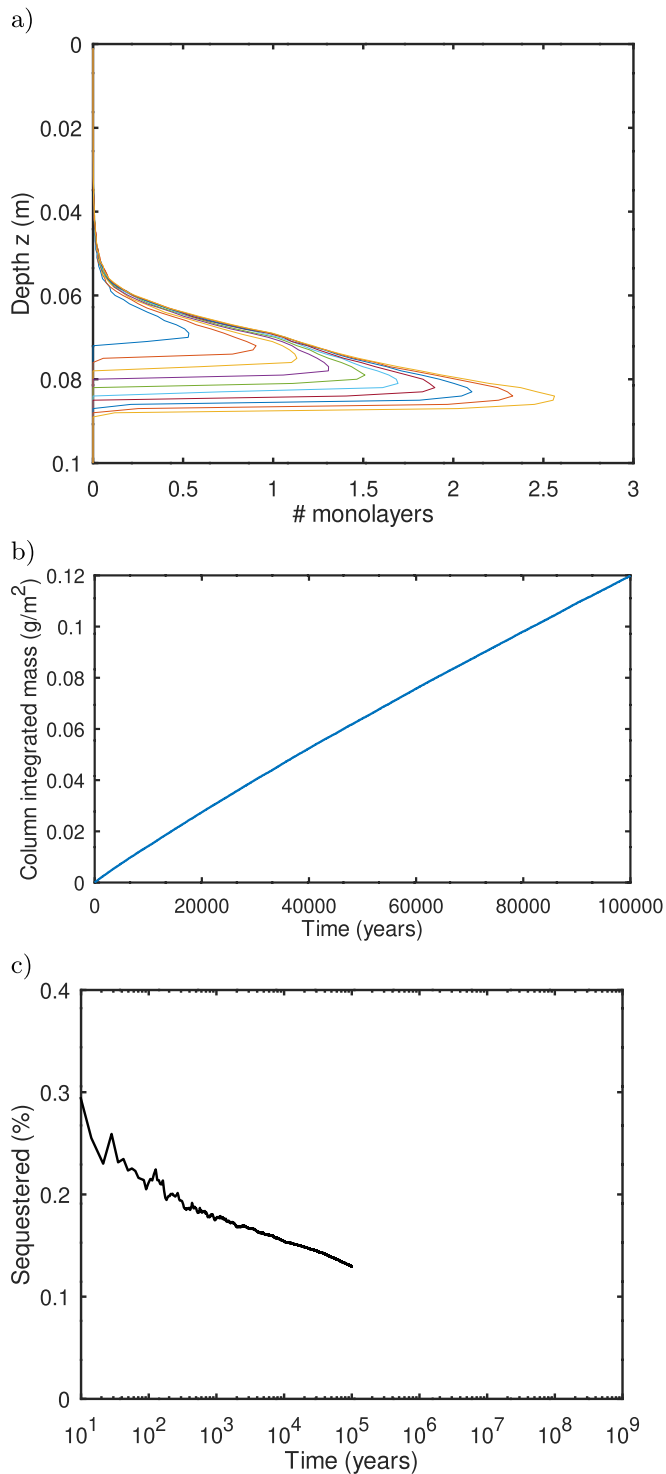 a)
0
0.02
0.04
0.06
0.08
0.1
Depth z (m)
0 0.5 1 1.5 2 2.5 3
# monolayers
b)
0.12
0.1
0.08
0.06
0.04
0.02
0
Column integrated mass (g/m²)
0 20000 40000 60000 80000 100000
Time (years)
c)
0.4
0.3
0.2
0.1
0
Sequestered (%)
10¹ 10² 10³ 10⁴ 10⁵ 10⁶ 10⁷ 10⁸ 10⁹
Time (years)